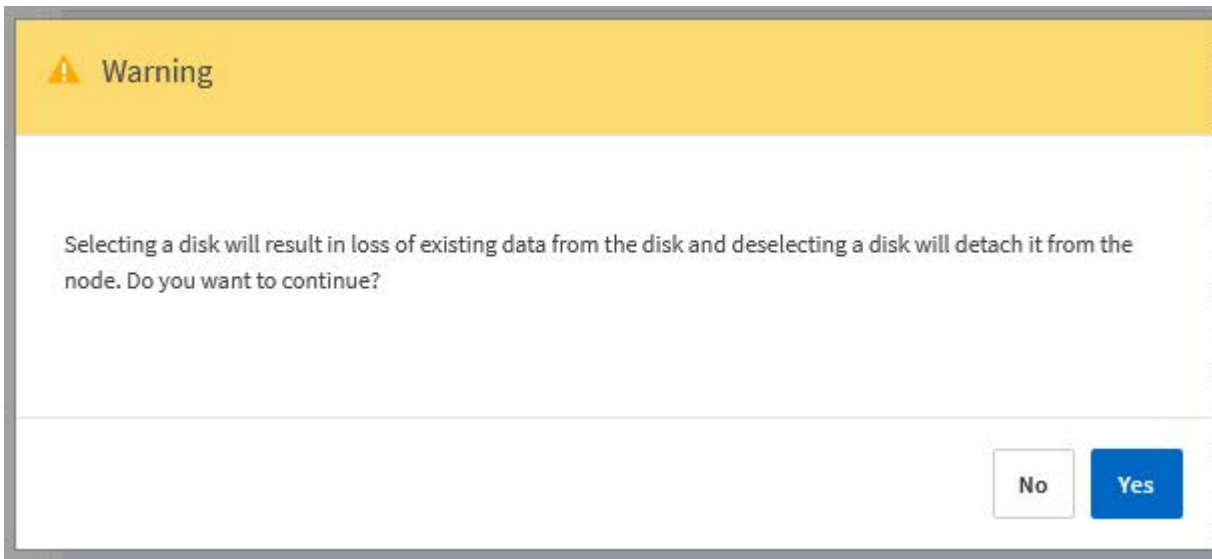 Warning
Selecting a disk will result in loss of existing data from the disk and deselecting a disk will detach it from the
node. Do you want to continue?
No
Yes